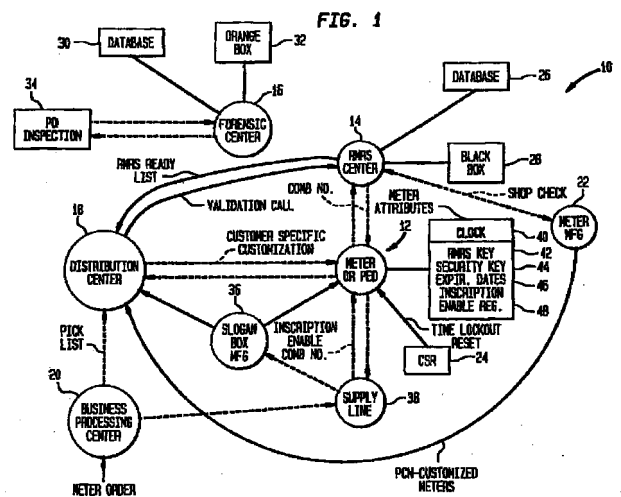 FIG. 1
30
DATABASE
ORANGE
BOX
32
34
PO
INSPECTION
FORENSIC
CENTER
16
DATABASE
26
10
14
RMRS
CENTER
BLACK
BOX
28
SHOP CHECK
22
METER
MFG
RMRS READY
LIST
VALIDATION CALL
COMB NO.
METER
ATTRIBUTES
12
18
DISTRIBUTION
CENTER
CUSTOMER SPECIFIC
CUSTOMIZATION
METER
OR PED
CLOCK
40
RMRS KEY
42
SECURITY KEY
44
EXPIR. DATES
46
INSCRIPTION
ENABLE REG.
48
36
SLOGAN
BOX
MFG
INSCRIPTION
ENABLE
COMB NO.
TIME LOCKOUT
RESET
CSR
24
PICK
LIST
20
BUSINESS
PROCESSING
CENTER
SUPPLY
LINE
38
METER ORDER
PCN-CUSTOMIZED
METERS